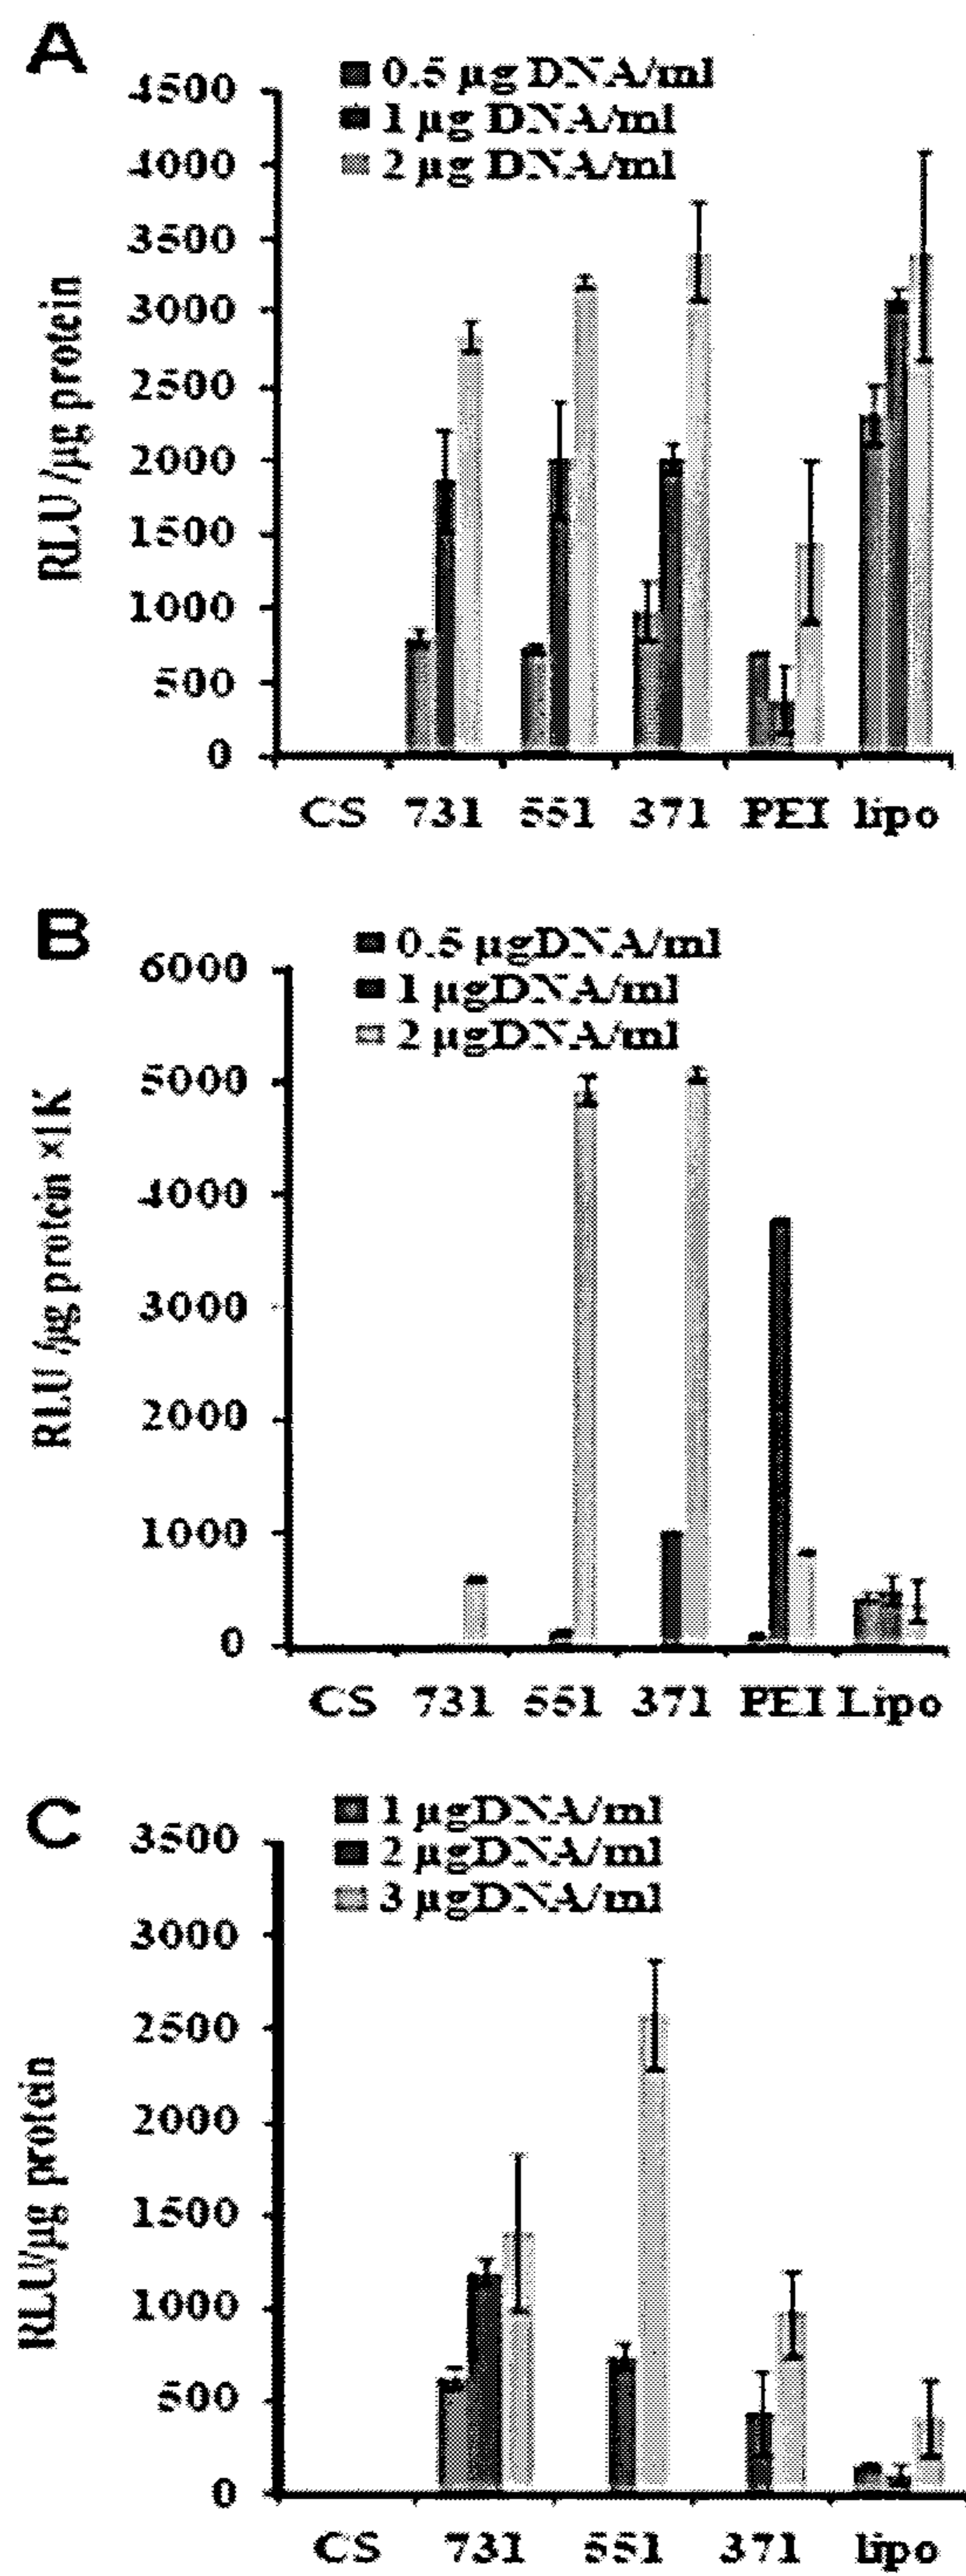 A
0.5 µg DNA/ml
1 µg DNA/ml
2 µg DNA/ml
4500
4000
3500
3000
2500
2000
1500
1000
500
0
RLU /µg protein
CS 731 551 371 PEI lipo
B
0.5 µgDNA/ml
1 µgDNA/ml
2 µgDNA/ml
6000
5000
4000
3000
2000
1000
0
RLU /µg protein ×1K
CS 731 551 371 PEI Lipo
C
1 µgDNA/ml
2 µgDNA/ml
3 µgDNA/ml
3500
3000
2500
2000
1500
1000
500
0
RLU/µg protein
CS 731 551 371 lipo